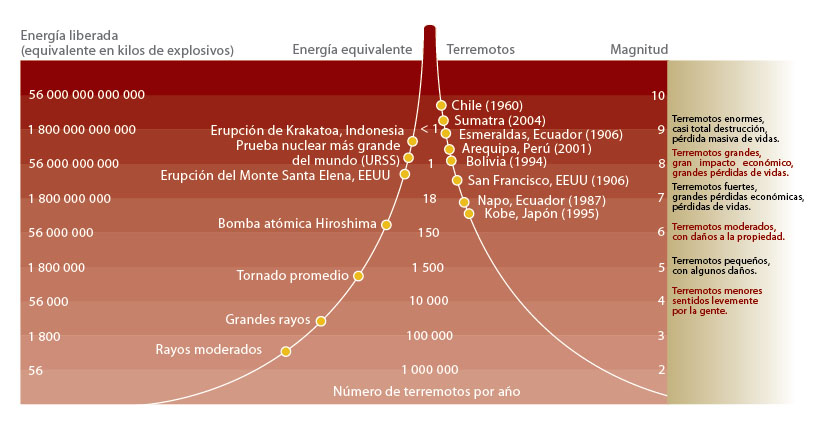 Energía liberada
(equivalente en kilos de explosivos)
Energía equivalente
Terremotos
Magnitud
56 000 000 000 000
1 800 000 000 000
56 000 000 000
1 800 000 000
56 000 000
1 800 000
56 000
1 800
56
Erupción de Krakatoa, Indonesia
Prueba nuclear más grande
del mundo (URSS)
Erupción del Monte Santa Elena, EEUU
Bomba atómica Hiroshima
Tornado promedio
Grandes rayos
Rayos moderados
< 1
1
18
150
1 500
10 000
100 000
1 000 000
Número de terremotos por año
Chile (1960)
Sumatra (2004)
Esmeraldas, Ecuador (1906)
Arequipa, Perú (2001)
Bolivia (1994)
San Francisco, EEUU (1906)
Napo, Ecuador (1987)
Kobe, Japón (1995)
10
9
8
7
6
5
4
3
2
Terremotos enormes,
casi total destrucción,
pérdida masiva de vidas.
Terremotos grandes,
gran impacto económico,
grandes pérdidas de vidas.
Terremotos fuertes,
grandes pérdidas económicas,
pérdidas de vidas.
Terremotos moderados,
con daños a la propiedad.
Terremotos pequeños,
con algunos daños.
Terremotos menores
sentidos levemente
por la gente.